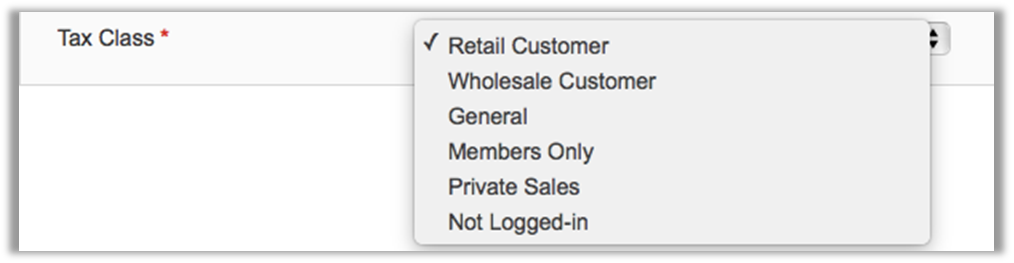 Tax Class *
✓ Retail Customer
Wholesale Customer
General
Members Only
Private Sales
Not Logged-in